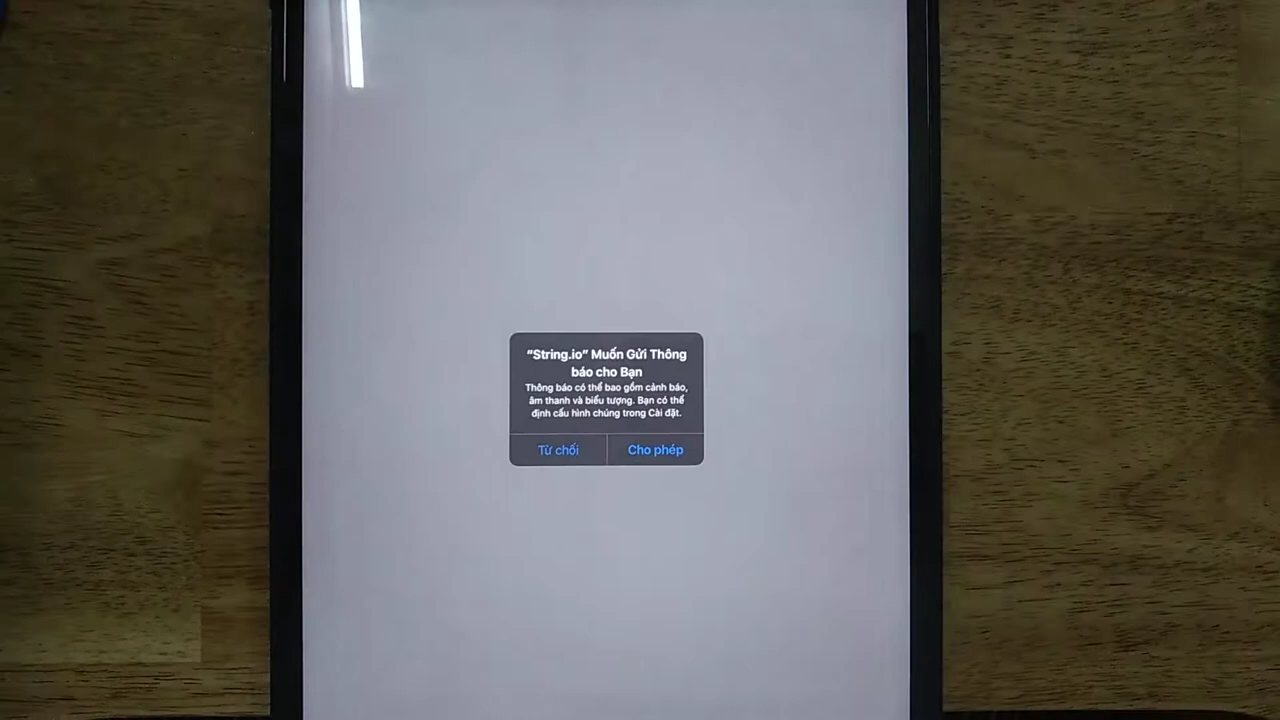 “String.io” Muốn Gửi Thông
báo cho Bạn
Thông báo có thể bao gồm cảnh báo,
âm thanh và biểu tượng. Bạn có thể
định cấu hình chúng trong Cài đặt.
Từ chối
Cho phép